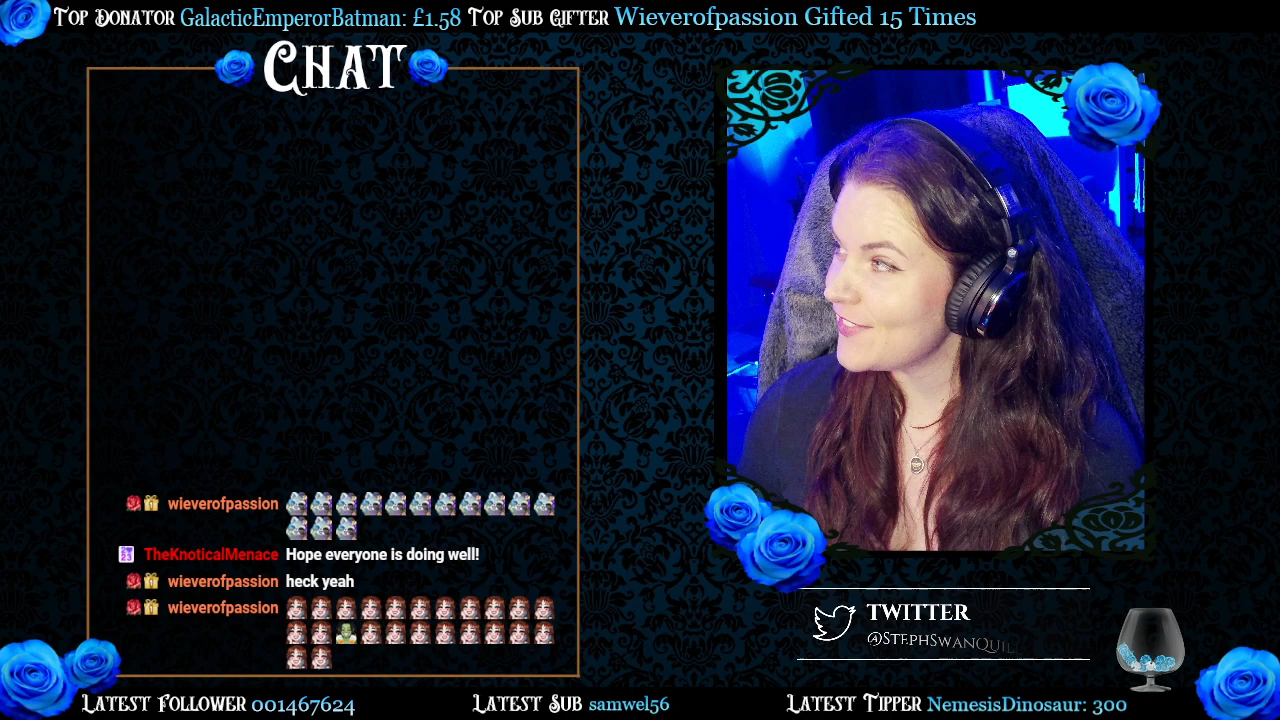 Top Donator GalacticEmperorBatman: £1.58 Top Sub Gifter Wieverofpassion Gifted 15 Times
Chat
wieverofpassion
TheKnoticalMenace Hope everyone is doing well!
wieverofpassion heck yeah
wieverofpassion
Twitter
@StephSwanQuil
Latest Follower 001467624 Latest Sub samwel56 Latest Tipper NemesisDinosaur: 300